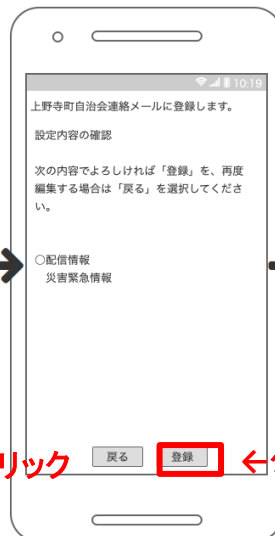 10:19
上野寺町自治会連絡メールに登録します。
設定内容の確認
次の内容でよろしければ「登録」を、再度
編集する場合は「戻る」を選択してくださ
い。
○配信情報
災害緊急情報
リック
戻る
登録
←